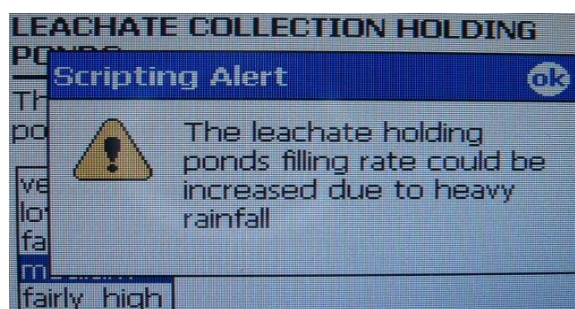 LEACHATE COLLECTION HOLDING
Scripting Alert
ok
The leachate holding
ponds filling rate could be
increased due to heavy
rainfall
fairly high